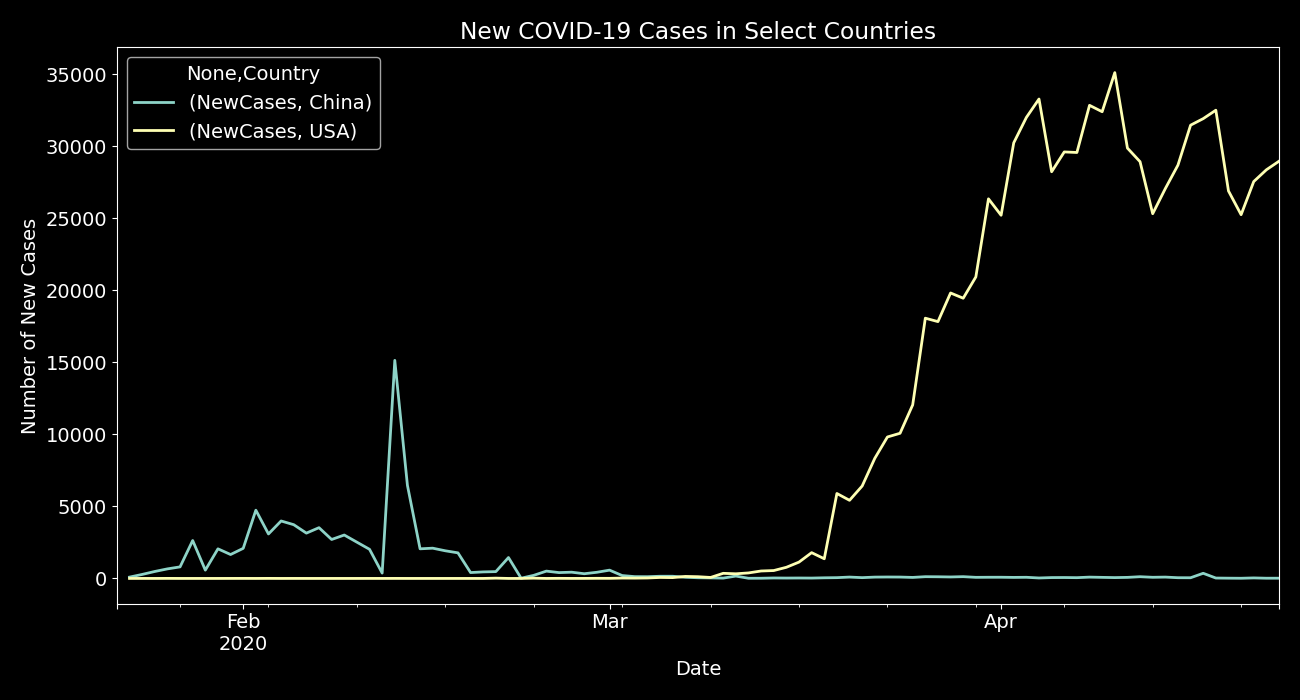 New COVID-19 Cases in Select Countries
None,Country
(NewCases, China)
(NewCases, USA)
Number of New Cases
35000
30000
25000
20000
15000
10000
5000
0
Feb
2020
Mar
Apr
Date